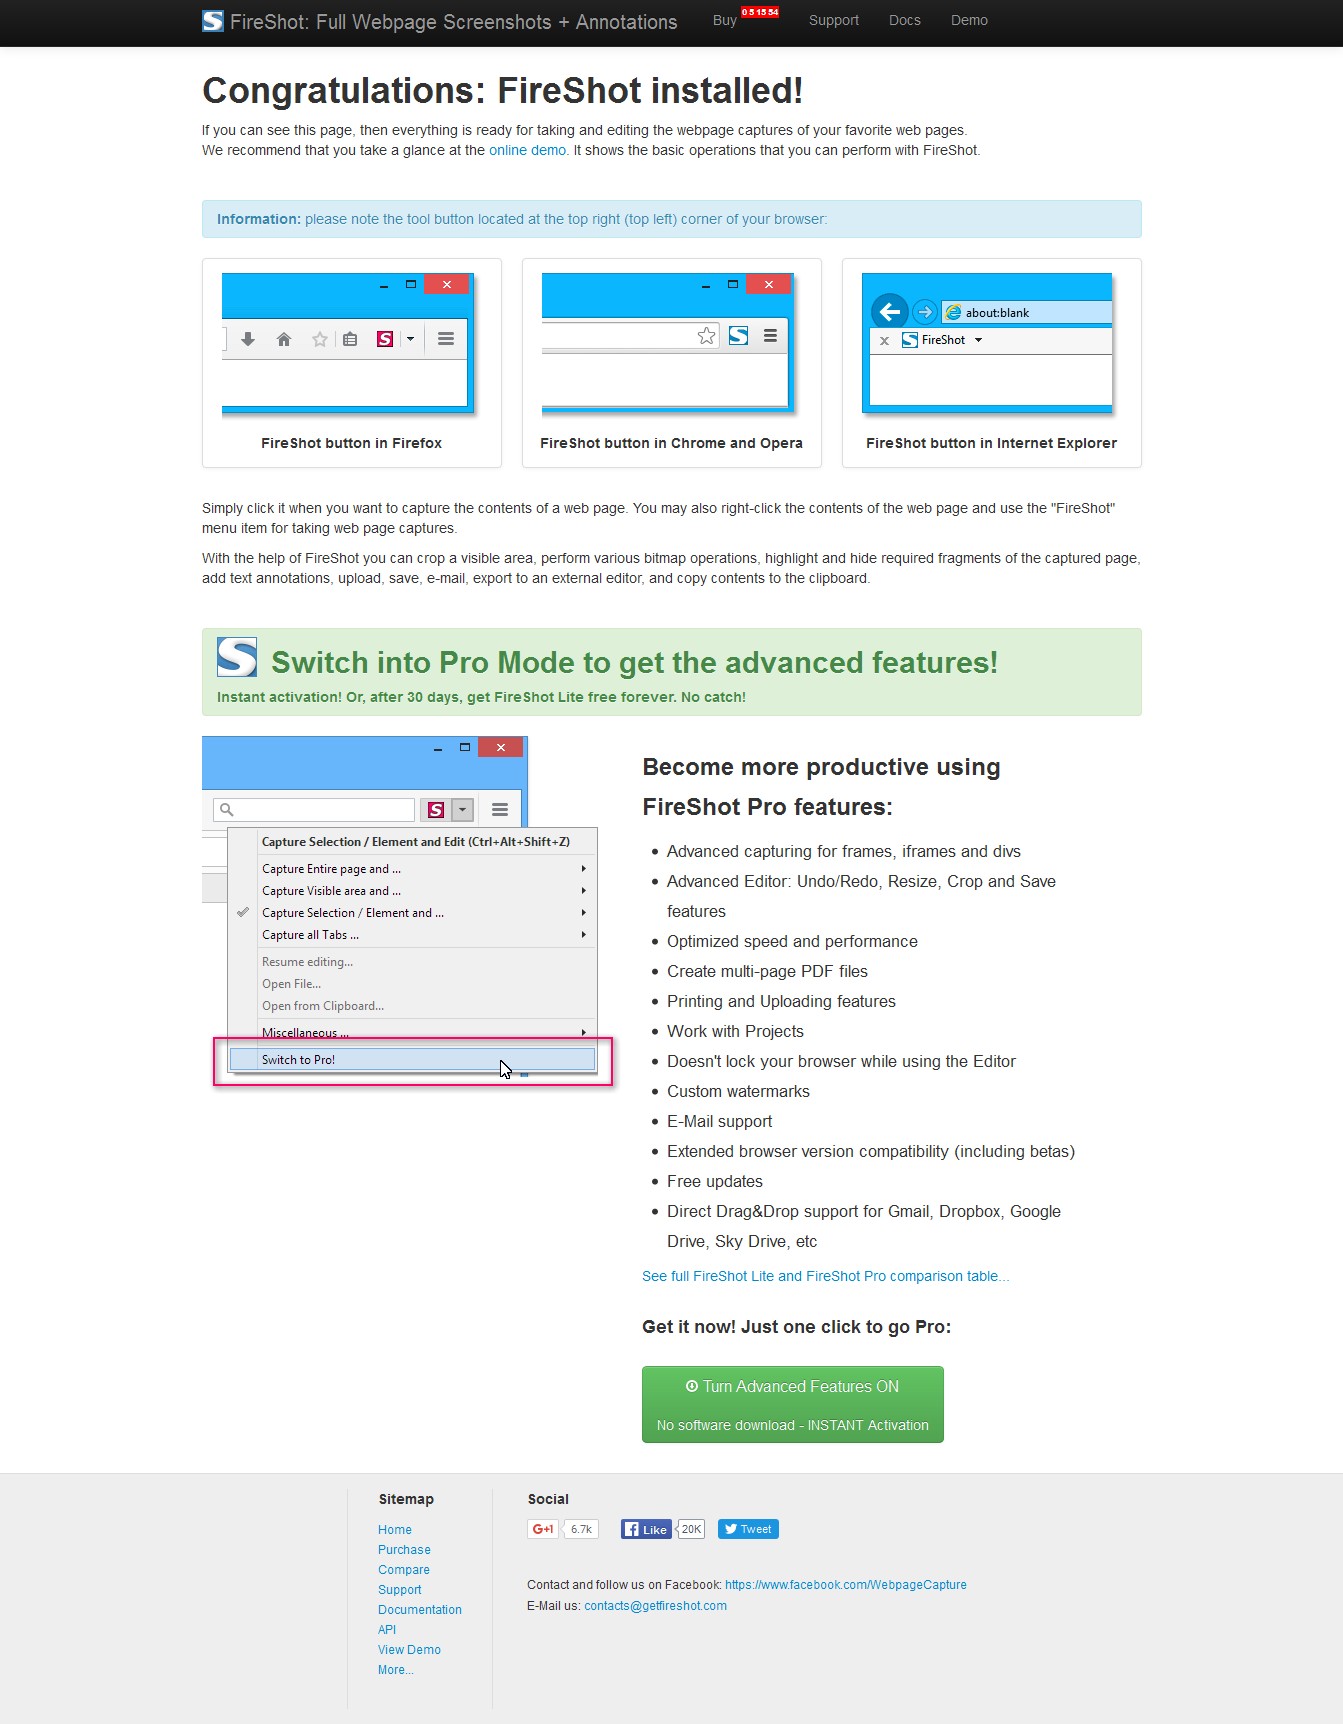 FireShot: Full Webpage Screenshots + Annotations
Buy
0 5 15 54
Support
Docs
Demo
Congratulations: FireShot installed!
If you can see this page, then everything is ready for taking and editing the webpage captures of your favorite web pages.
We recommend that you take a glance at the online demo. It shows the basic operations that you can perform with FireShot.
Information: please note the tool button located at the top right (top left) corner of your browser:
about:blank
x FireShot
FireShot button in Firefox
FireShot button in Chrome and Opera
FireShot button in Internet Explorer
Simply click it when you want to capture the contents of a web page. You may also right-click the contents of the web page and use the "FireShot"
menu item for taking web page captures.
With the help of FireShot you can crop a visible area, perform various bitmap operations, highlight and hide required fragments of the captured page,
add text annotations, upload, save, e-mail, export to an external editor, and copy contents to the clipboard.
Switch into Pro Mode to get the advanced features!
Instant activation! Or, after 30 days, get FireShot Lite free forever. No catch!
Capture Selection / Element and Edit (Ctrl+Alt+Shift+Z)
Capture Entire page and ...
Capture Visible area and ...
Capture Selection / Element and ...
Capture all Tabs ...
Resume editing...
Open File...
Open from Clipboard...
Miscellaneous ...
Switch to Pro!
Become more productive using
FireShot Pro features:
• Advanced capturing for frames, iframes and divs
• Advanced Editor: Undo/Redo, Resize, Crop and Save
features
• Optimized speed and performance
• Create multi-page PDF files
• Printing and Uploading features
• Work with Projects
• Doesn't lock your browser while using the Editor
• Custom watermarks
• E-Mail support
• Extended browser version compatibility (including betas)
• Free updates
• Direct Drag&Drop support for Gmail, Dropbox, Google
Drive, Sky Drive, etc
See full FireShot Lite and FireShot Pro comparison table...
Get it now! Just one click to go Pro:
Turn Advanced Features ON
No software download - INSTANT Activation
Sitemap
Home
Purchase
Compare
Support
Documentation
API
View Demo
More...
Social
G+1 6.7k
Like 20K
Tweet
Contact and follow us on Facebook: https://www.facebook.com/WebpageCapture
E-Mail us: contacts@getfireshot.com